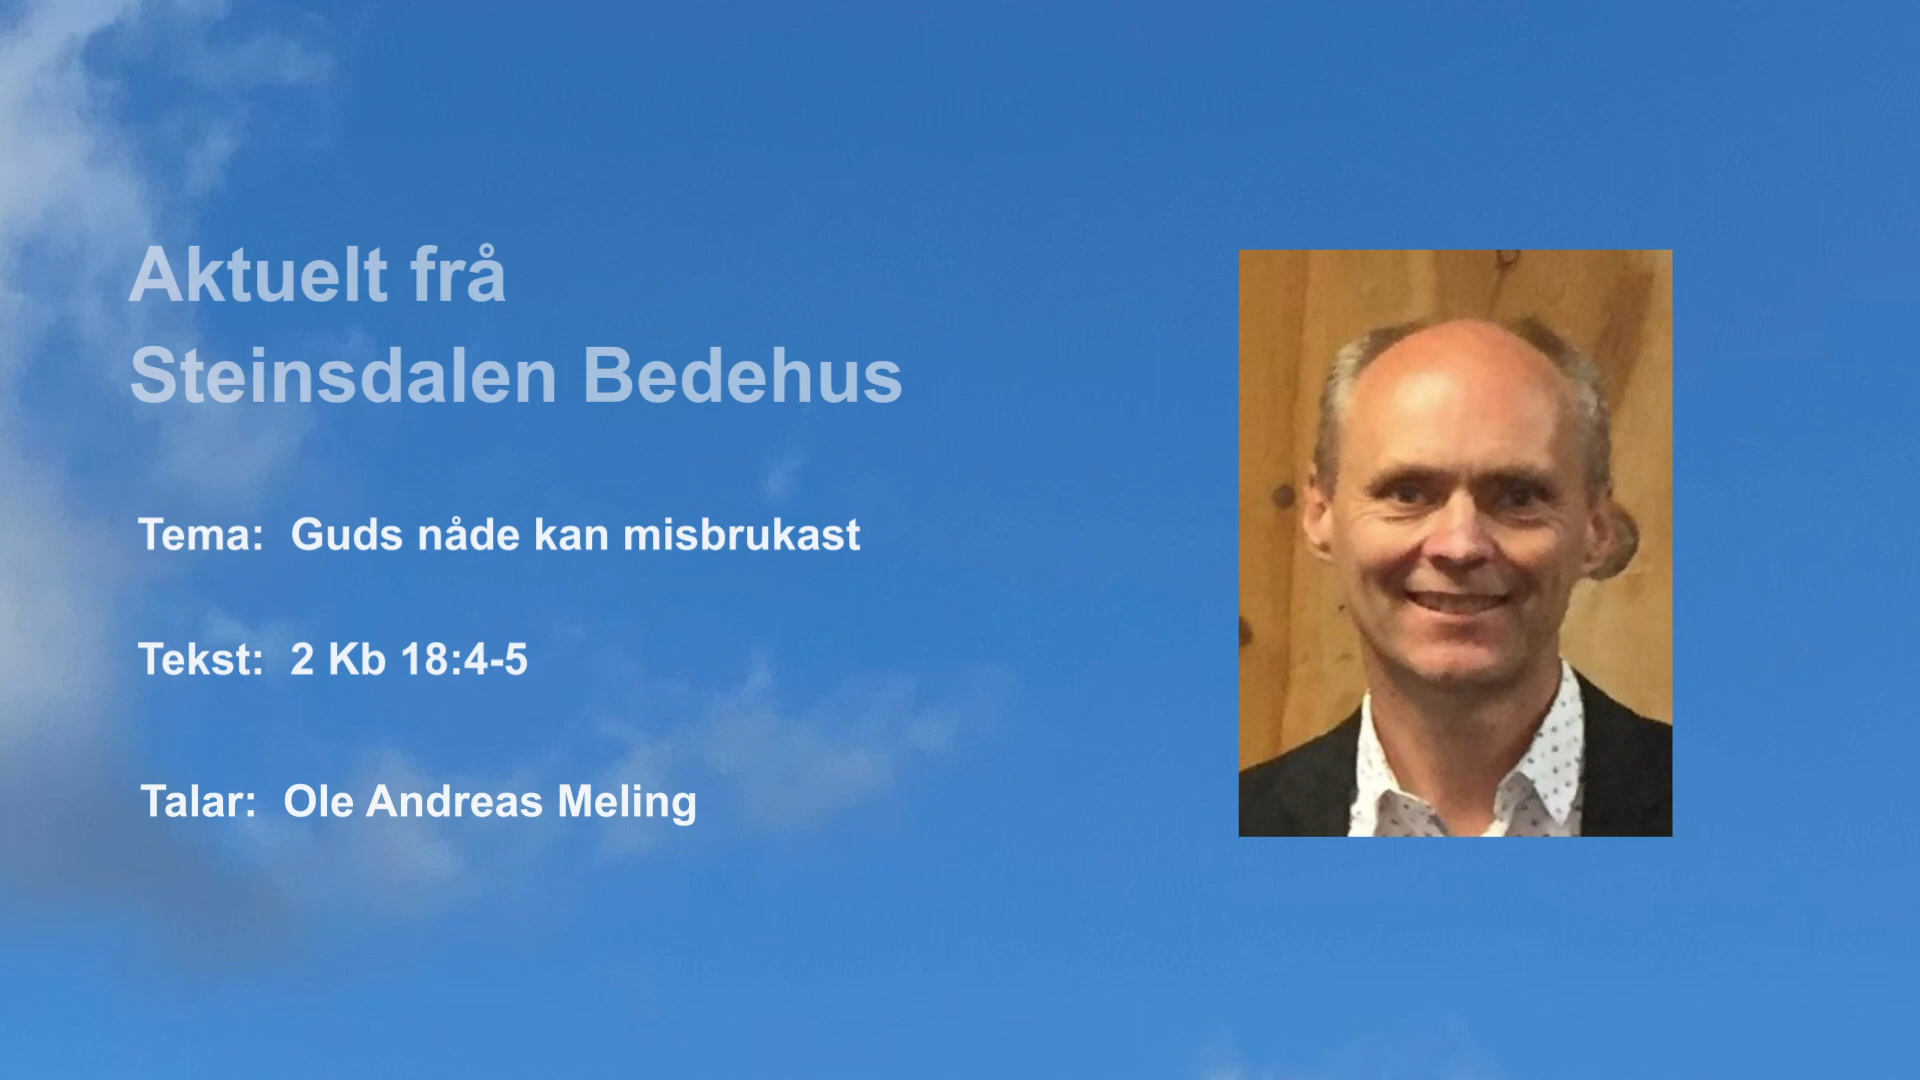 Aktuelt frå
Steinsdalen Bedehus
Tema: Guds nåde kan misbrukast
Tekst: 2 Kb 18:4-5
Talar: Ole Andreas Meling